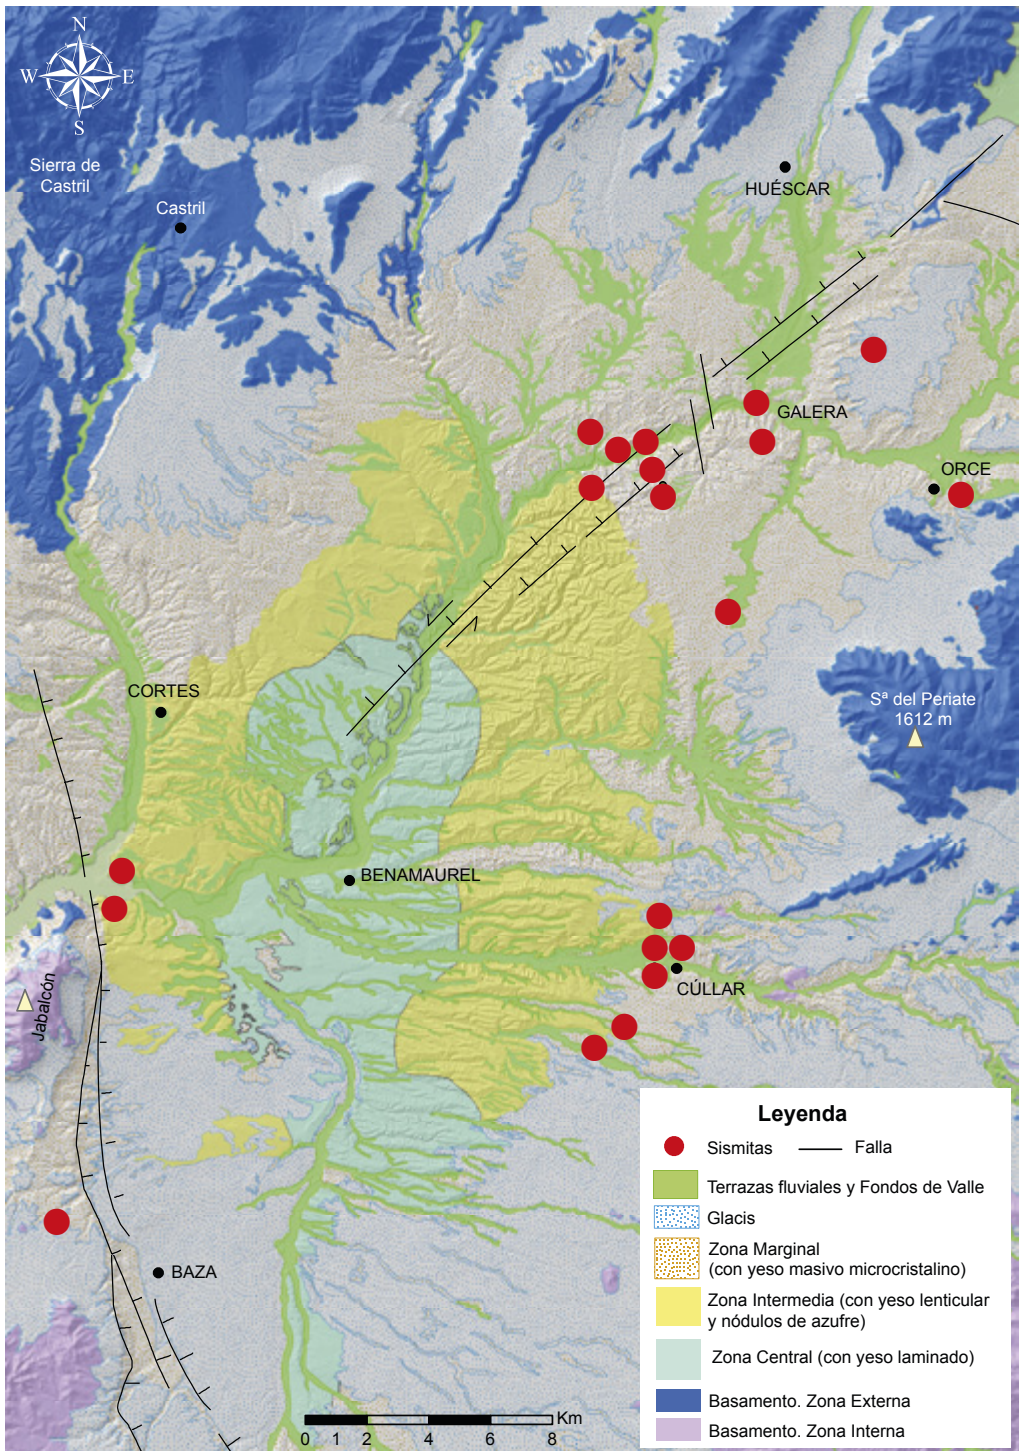 N
W
E
S
Sierra de
Castril
Castril
HUÉSCAR
GALERA
ORCE
CORTES
Sª del Periate
1612 m
BENAMAUREL
CÚLLAR
Jabalcón
BAZA
Leyenda
Sismitas
Falla
Terrazas fluviales y Fondos de Valle
Glacis
Zona Marginal
(con yeso masivo microcristalino)
Zona Intermedia (con yeso lenticular
y nódulos de azufre)
Zona Central (con yeso laminado)
Basamento. Zona Externa
Basamento. Zona Interna
Km
0 1 2 4 6 8